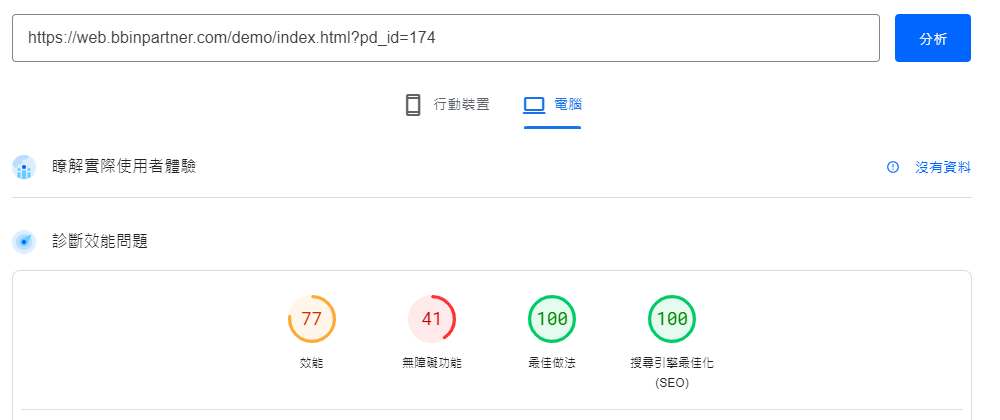 https://web.bbinpartner.com/demo/index.html?pd_id=174
分析
行動裝置
電腦
瞭解實際使用者體驗
沒有資料
診斷效能問題
77
41
100
100
效能
無障礙功能
最佳做法
搜尋引擎最佳化
(SEO)